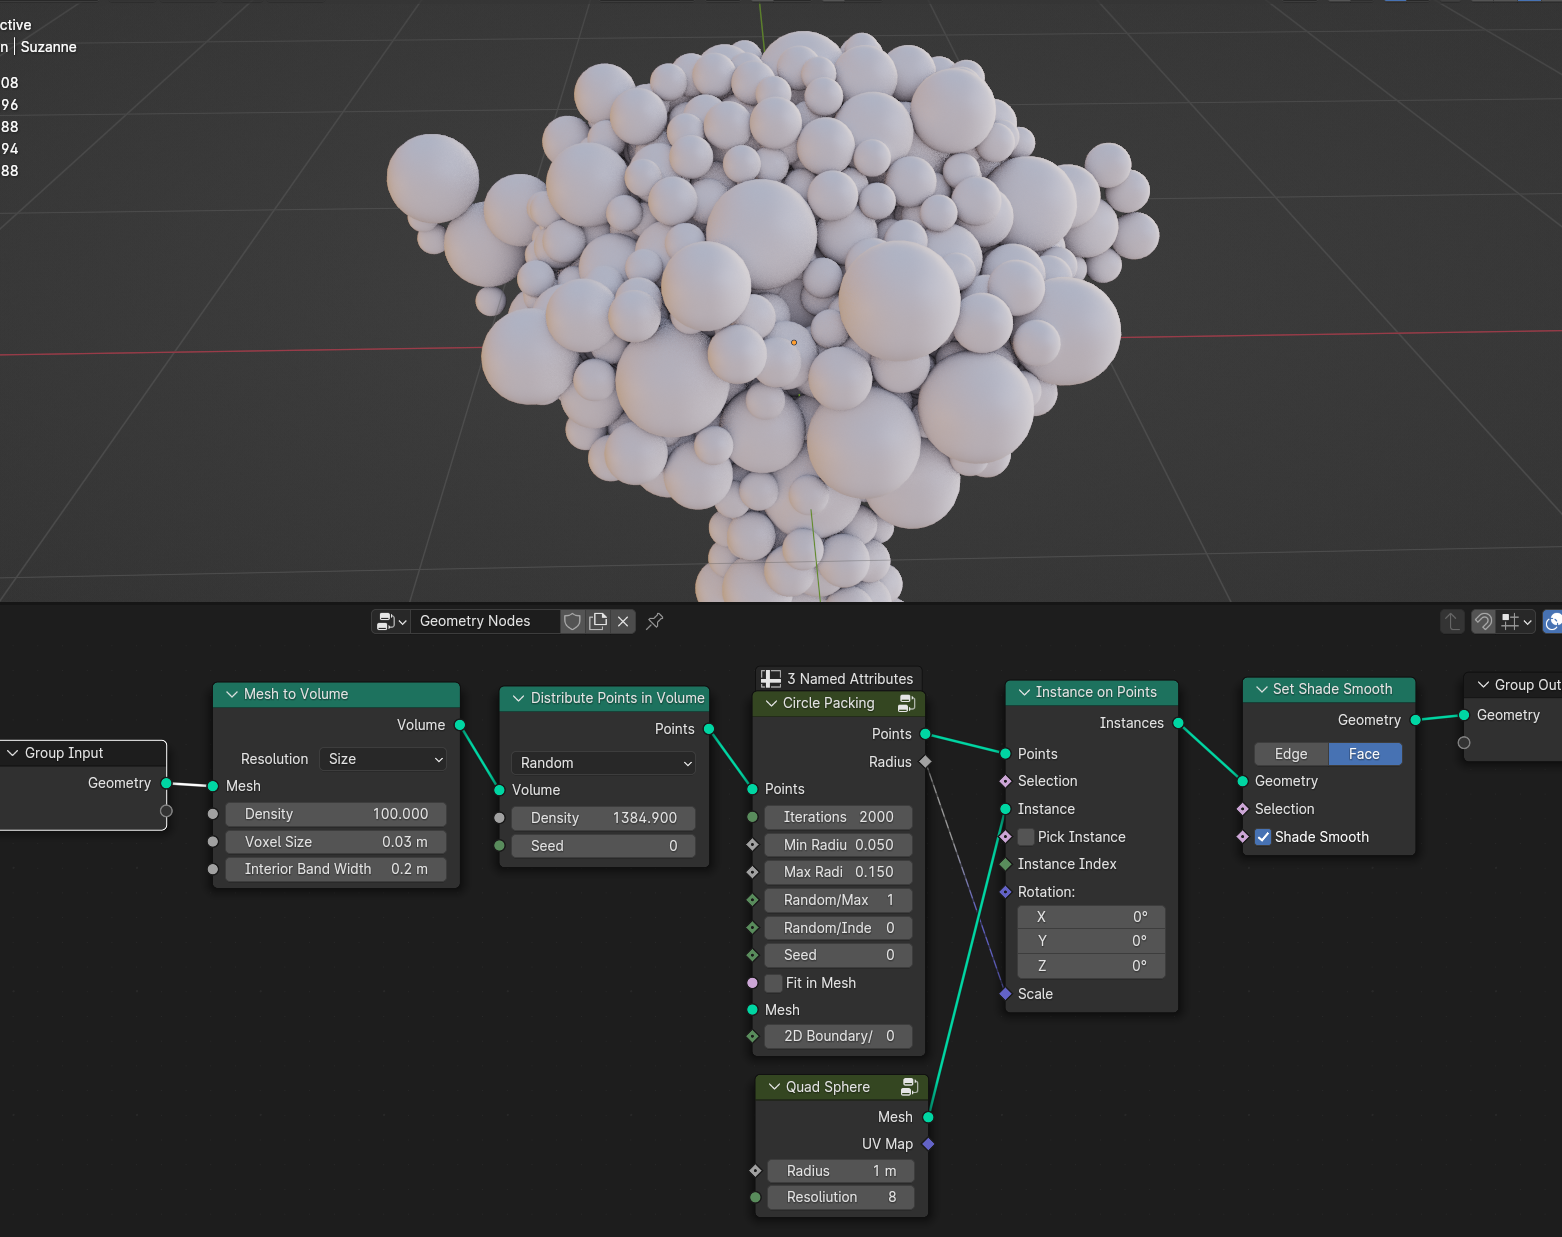 ctive
n | Suzanne
08
96
88
94
88
Geometry Nodes
Group Input
Geometry
Mesh to Volume
Volume
Resolution Size
Mesh
Density 100.000
Voxel Size 0.03 m
Interior Band Width 0.2 m
Distribute Points in Volume
Points
Random
Volume
Density 1384.900
Seed 0
3 Named Attributes
Circle Packing
Points
Radius
Points
Iterations 2000
Min Radiu 0.050
Max Radi 0.150
Random/Max 1
Random/Inde 0
Seed 0
Fit in Mesh
Mesh
2D Boundary/ 0
Quad Sphere
Mesh
UV Map
Radius 1 m
Resoliution 8
Instance on Points
Instances
Points
Selection
Instance
Pick Instance
Instance Index
Rotation:
X 0°
Y 0°
Z 0°
Scale
Set Shade Smooth
Geometry
Edge Face
Geometry
Selection
Shade Smooth
Group Out
Geometry